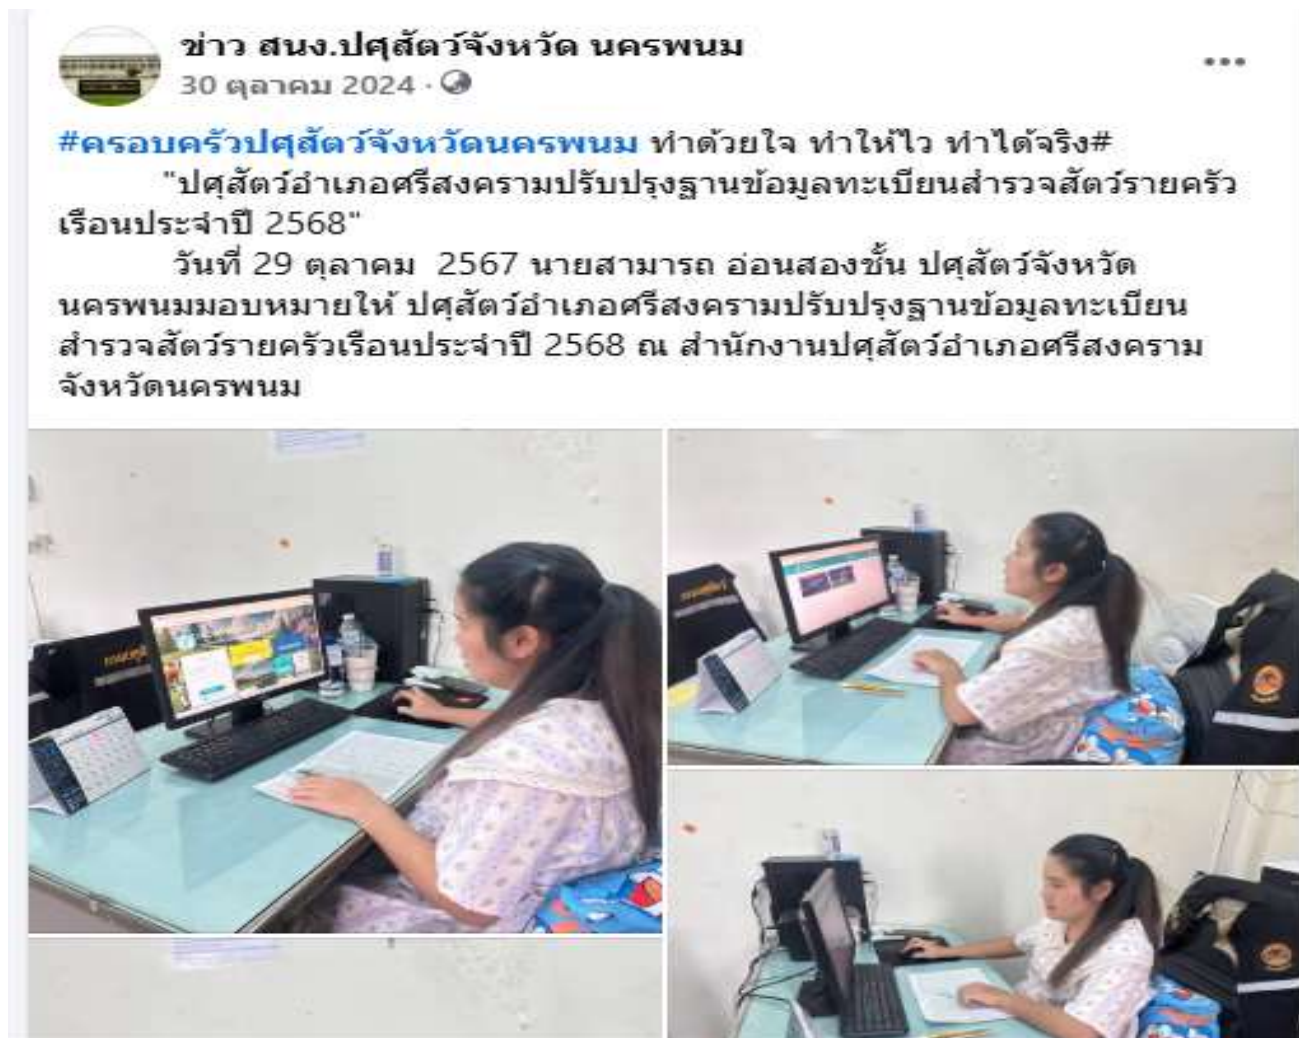 ข่าว สนง.ปศุสัตว์จังหวัด นครพนม
30 ตุลาคม 2024 ·
#ครอบครัวปศุสัตว์จังหวัดนครพนม ทำด้วยใจ ทำให้ไว ทำได้จริง#
"ปศุสัตว์อำเภอศรีสงครามปรับปรุงฐานข้อมูลทะเบียนสำรวจสัตว์รายครัว
เรือนประจำปี 2568"
วันที่ 29 ตุลาคม 2567 นายสามารถ อ่อนสองชั้น ปศุสัตว์จังหวัด
นครพนมมอบหมายให้ ปศุสัตว์อำเภอศรีสงครามปรับปรุงฐานข้อมูลทะเบียน
สำรวจสัตว์รายครัวเรือนประจำปี 2568 ณ สำนักงานปศุสัตว์อำเภอศรีสงคราม
จังหวัดนครพนม